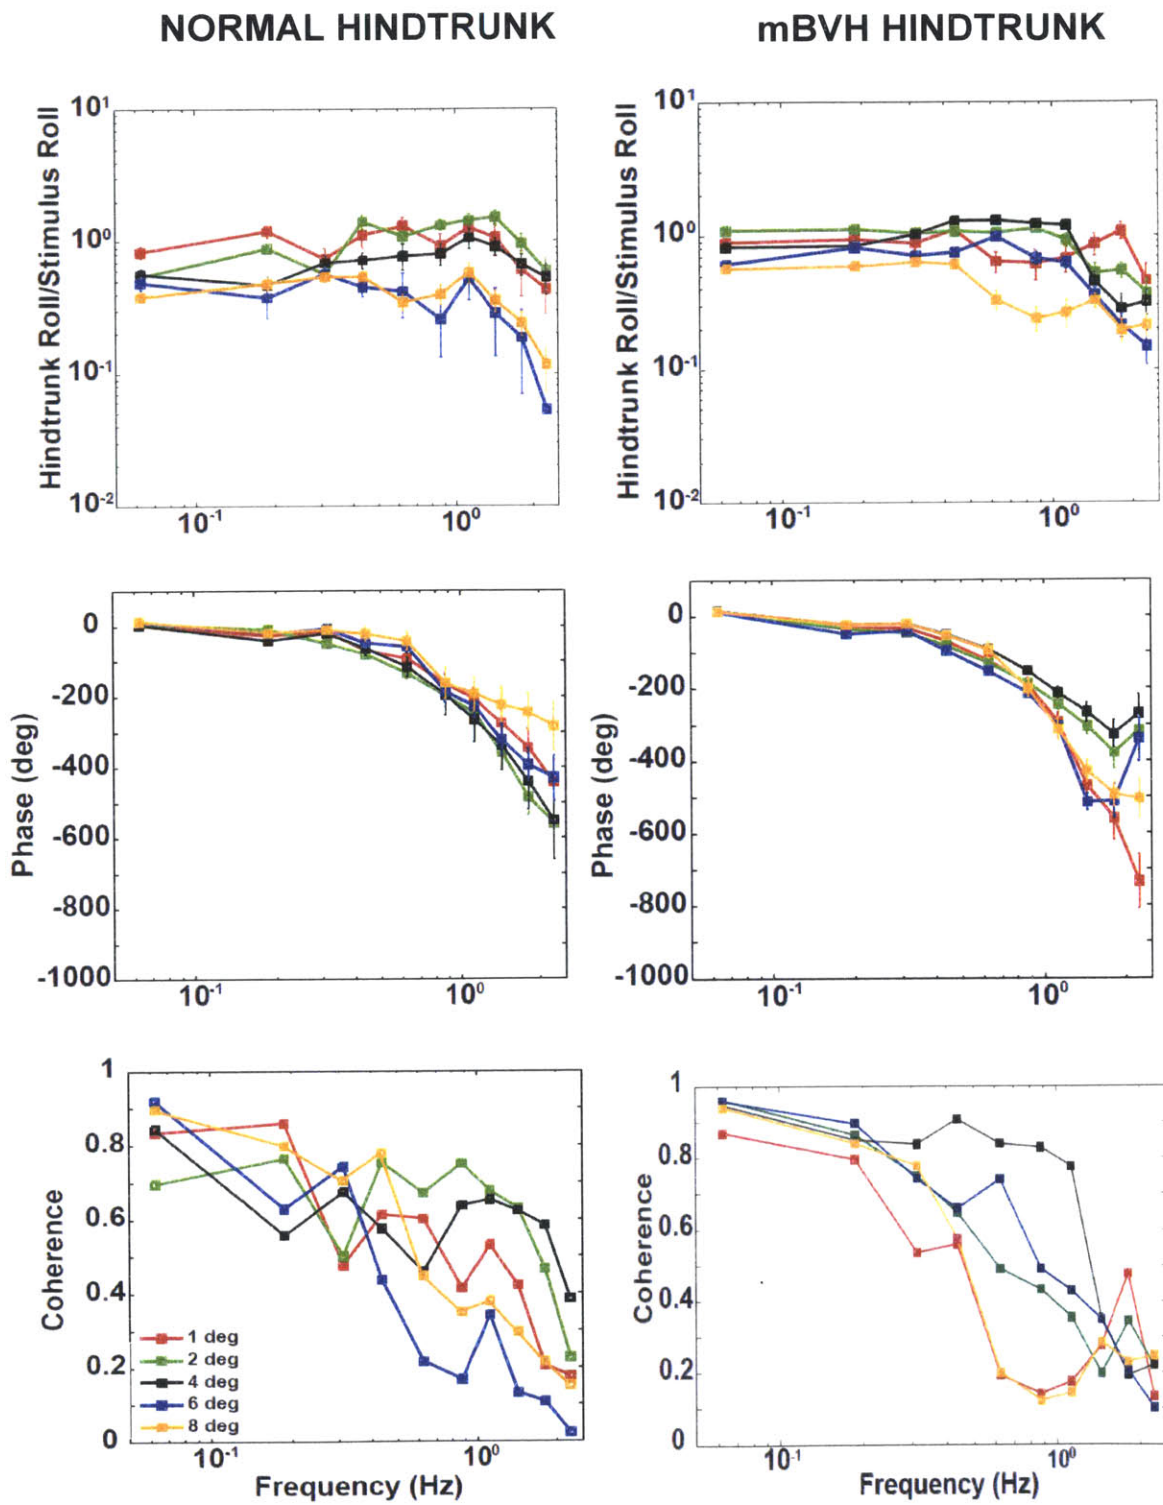 NORMAL HINDTRUNK
mBVH HINDTRUNK
Hindtrunk Roll/Stimulus Roll
10¹
10⁰
10⁻¹
10⁻²
10⁻¹ 10⁰
Hindtrunk Roll/Stimulus Roll
10¹
10⁰
10⁻¹
10⁻²
10⁻¹ 10⁰
Phase (deg)
0
-200
-400
-600
-800
-1000
10⁻¹ 10⁰
Phase (deg)
0
-200
-400
-600
-800
-1000
10⁻¹ 10⁰
Coherence
1
0.8
0.6
0.4
0.2
0
1 deg
2 deg
4 deg
6 deg
8 deg
10⁻¹ 10⁰
Frequency (Hz)
Coherence
1
0.8
0.6
0.4
0.2
0
10⁻¹ 10⁰
Frequency (Hz)